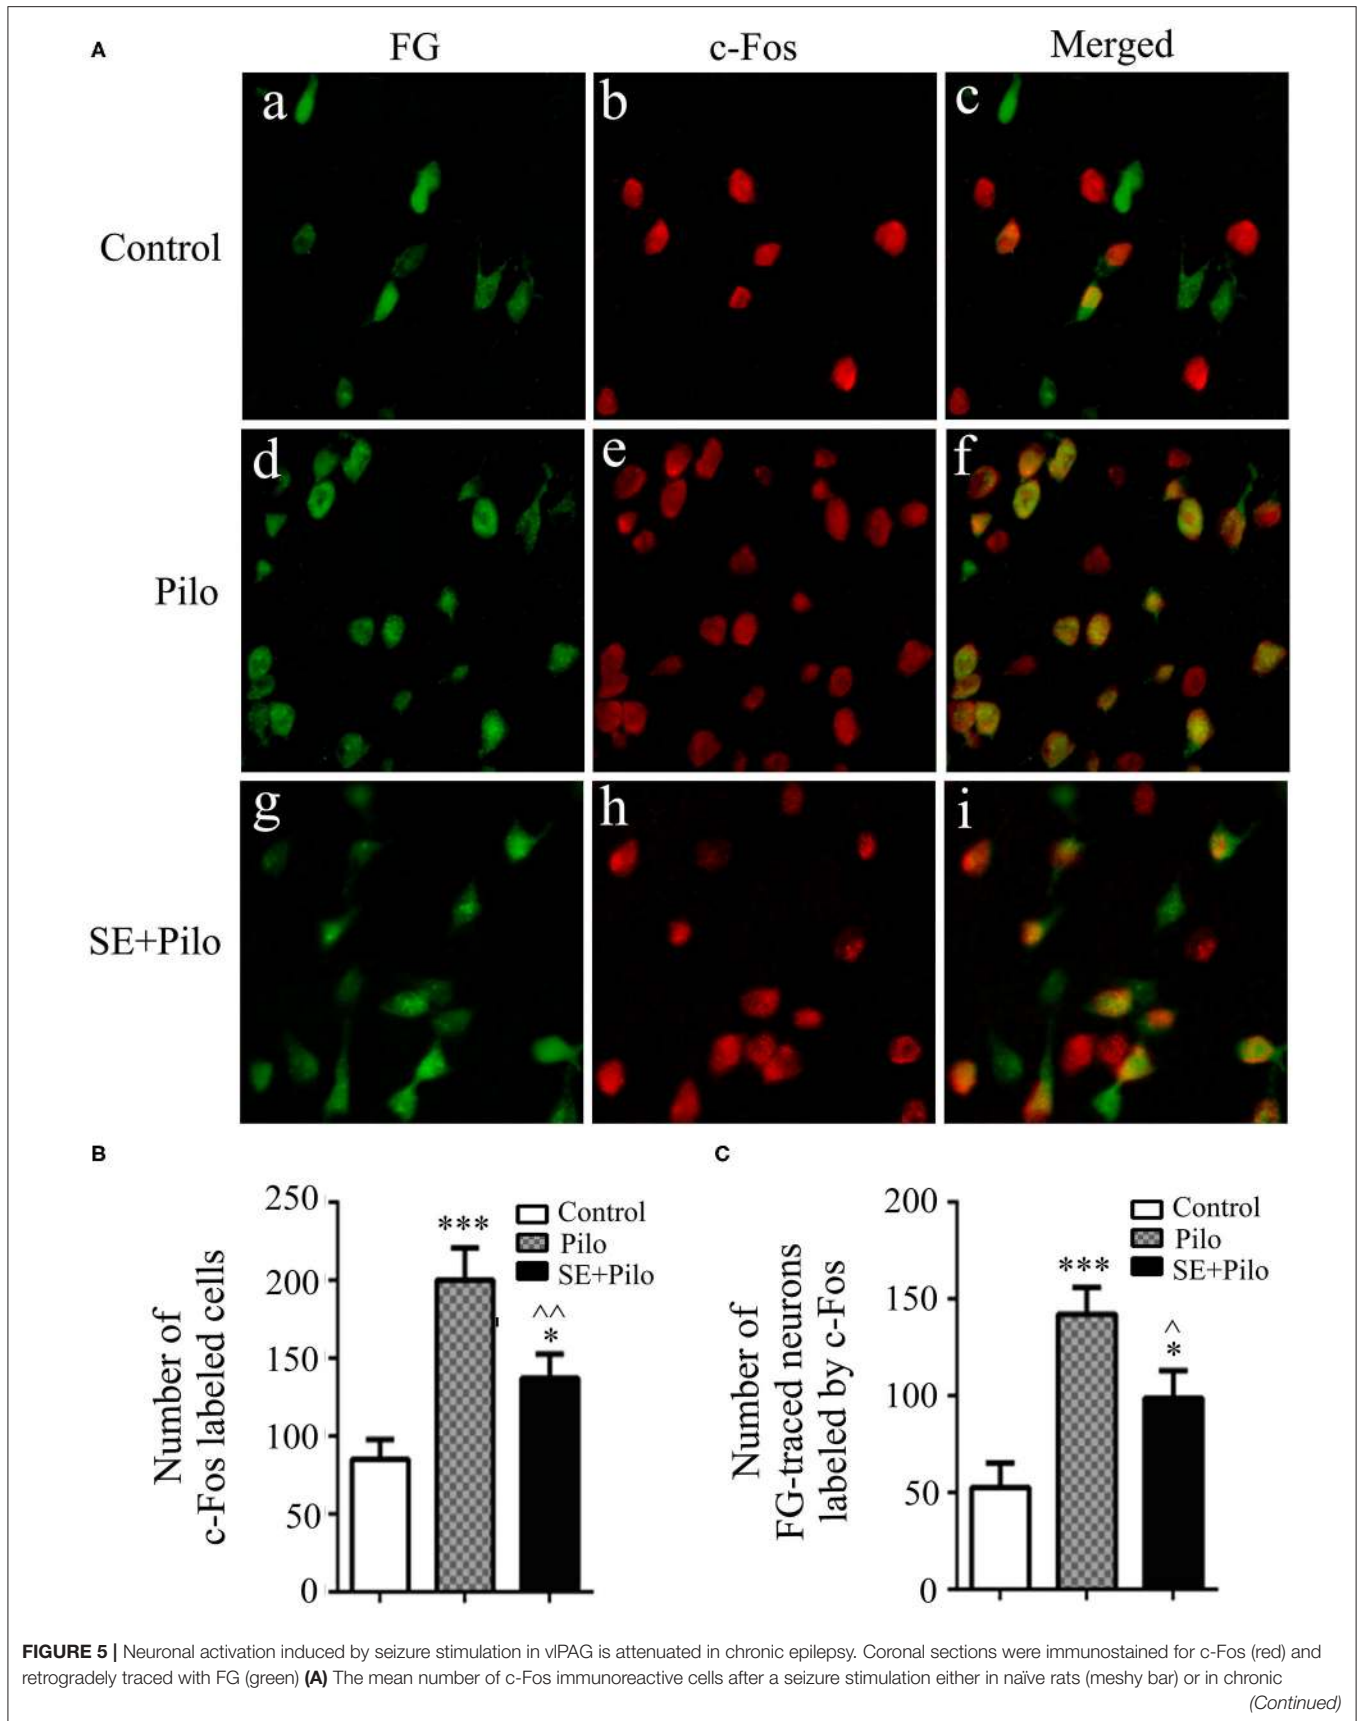 A
FG c-Fos Merged
a b c
Control
d e f
Pilo
g h i
SE+Pilo
B
C
250
200
150
100
50
0
Number of
c-Fos labeled cells
***
^^
*
Control
Pilo
SE+Pilo
200
150
100
50
0
Number of
FG-traced neurons
labeled by c-Fos
***
^
*
Control
Pilo
SE+Pilo
FIGURE 5 | Neuronal activation induced by seizure stimulation in vlPAG is attenuated in chronic epilepsy. Coronal sections were immunostained for c-Fos (red) and
retrogradely traced with FG (green) (A) The mean number of c-Fos immunoreactive cells after a seizure stimulation either in naïve rats (meshy bar) or in chronic
(Continued)